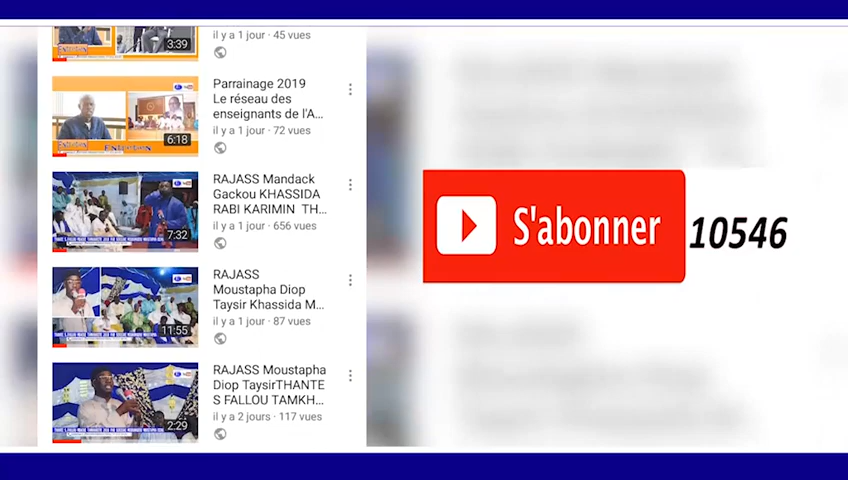 il y a 1 jour · 45 vues
3:39
Parrainage 2019
Le réseau des
enseignants de l'A...
il y a 1 jour · 72 vues
6:18
RAJASS Mandack
Gackou KHASSIDA
RABI KARIMIN TH...
il y a 1 jour · 656 vues
7:32
RAJASS
Moustapha Diop
Taysir Khassida M...
il y a 1 jour · 87 vues
11:55
RAJASS Moustapha
Diop TaysirTHANTE
S FALLOU TAMKH...
il y a 2 jours · 117 vues
2:29
S'abonner
10546